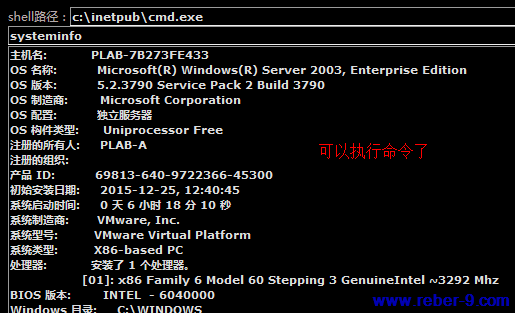 shell路径：c:\inetpub\cmd.exe
systeminfo
主机名: PLAB-7B273FE433
OS 名称: Microsoft(R) Windows(R) Server 2003, Enterprise Edition
OS 版本: 5.2.3790 Service Pack 2 Build 3790
OS 制造商: Microsoft Corporation
OS 配置: 独立服务器
OS 构件类型: Uniprocessor Free
注册的所有人: PLAB-A
可以执行命令了
注册的组织:
产品 ID: 69813-640-9722366-45300
初始安装日期: 2015-12-25, 12:40:45
系统启动时间: 0 天 6 小时 18 分 10 秒
系统制造商: VMware, Inc.
系统型号: VMware Virtual Platform
系统类型: X86-based PC
处理器: 安装了 1 个处理器。
[01]: x86 Family 6 Model 60 Stepping 3 GenuineIntel ~3292 Mhz
BIOS 版本: INTEL - 6040000
www.reber-9.com
Windows 目录: C:\WINDOWS